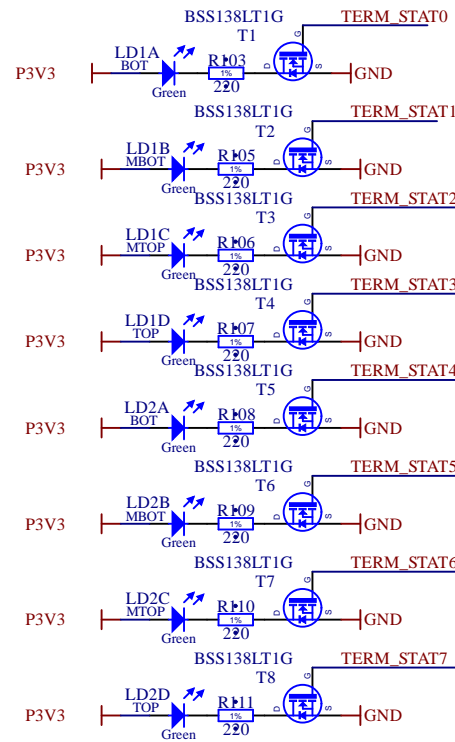 BSS138LT1G TERM_STAT0
T1
LD1A
BOT R103
P3V3 1% D G S GND
Green 220
BSS138LT1G TERM_STAT1
T2
LD1B
MBOT R105
P3V3 1% D G S GND
Green 220
BSS138LT1G TERM_STAT2
T3
LD1C
MTOP R106
P3V3 1% D G S GND
Green 220
BSS138LT1G TERM_STAT3
T4
LD1D
TOP R107
P3V3 1% D G S GND
Green 220
BSS138LT1G TERM_STAT4
T5
LD2A
BOT R108
P3V3 1% D G S GND
Green 220
BSS138LT1G TERM_STAT5
T6
LD2B
MBOT R109
P3V3 1% D G S GND
Green 220
BSS138LT1G TERM_STAT6
T7
LD2C
MTOP R110
P3V3 1% D G S GND
Green 220
BSS138LT1G TERM_STAT7
T8
LD2D
TOP R111
P3V3 1% D G S GND
Green 220